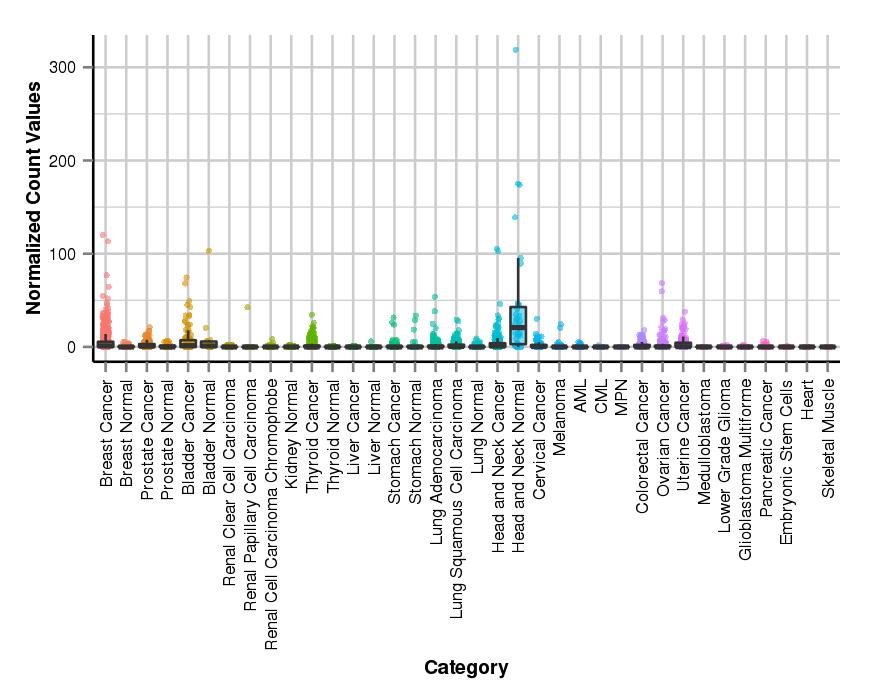 Normalized Count Values
300
200
100
0
Breast Cancer
Breast Normal
Prostate Cancer
Prostate Normal
Bladder Cancer
Bladder Normal
Renal Clear Cell Carcinoma
Renal Papillary Cell Carcinoma
Renal Cell Carcinoma Chromophobe
Kidney Normal
Thyroid Cancer
Thyroid Normal
Liver Cancer
Liver Normal
Stomach Cancer
Stomach Normal
Lung Adenocarcinoma
Lung Squamous Cell Carcinoma
Lung Normal
Head and Neck Cancer
Head and Neck Normal
Cervical Cancer
Melanoma
AML
CML
MPN
Colorectal Cancer
Ovarian Cancer
Uterine Cancer
Medulloblastoma
Lower Grade Glioma
Glioblastoma Multiforme
Pancreatic Cancer
Embryonic Stem Cells
Heart
Skeletal Muscle
Category